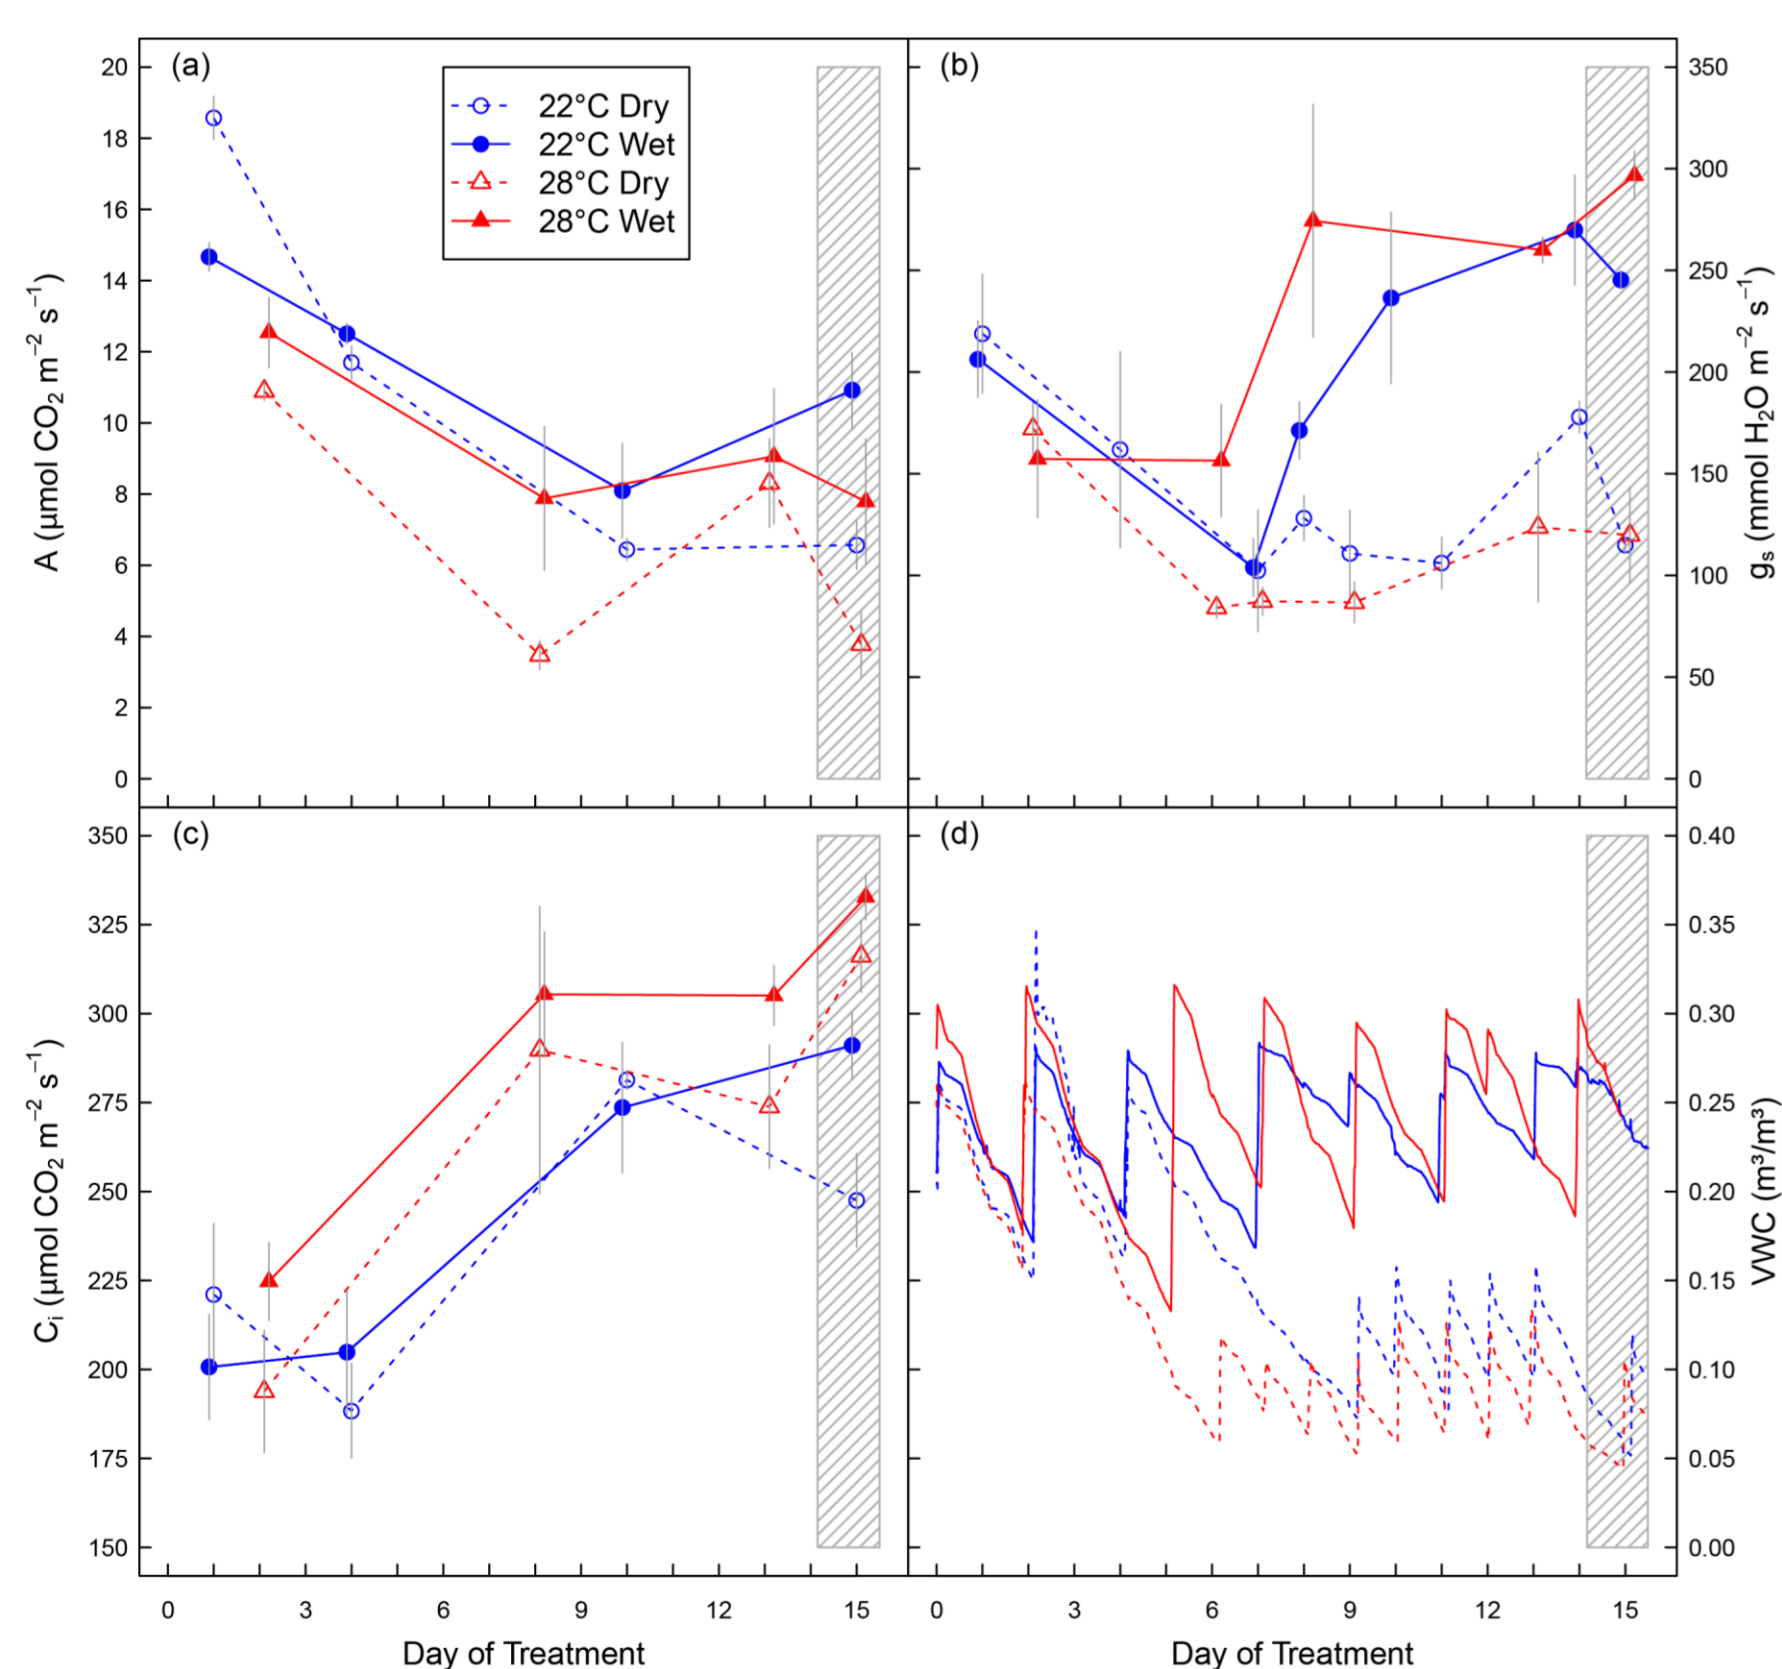 (a)
20
18
16
14
12
10
8
6
4
2
0
A (µmol CO₂ m⁻² s⁻¹)
22°C Dry
22°C Wet
28°C Dry
28°C Wet
(b)
350
300
250
200
150
100
50
0
gₛ (mmol H₂O m⁻² s⁻¹)
(c)
350
325
300
275
250
225
200
175
150
Cᵢ (µmol CO₂ m⁻² s⁻¹)
0 3 6 9 12 15
Day of Treatment
(d)
0.40
0.35
0.30
0.25
0.20
0.15
0.10
0.05
0.00
VWC (m³/m³)
0 3 6 9 12 15
Day of Treatment